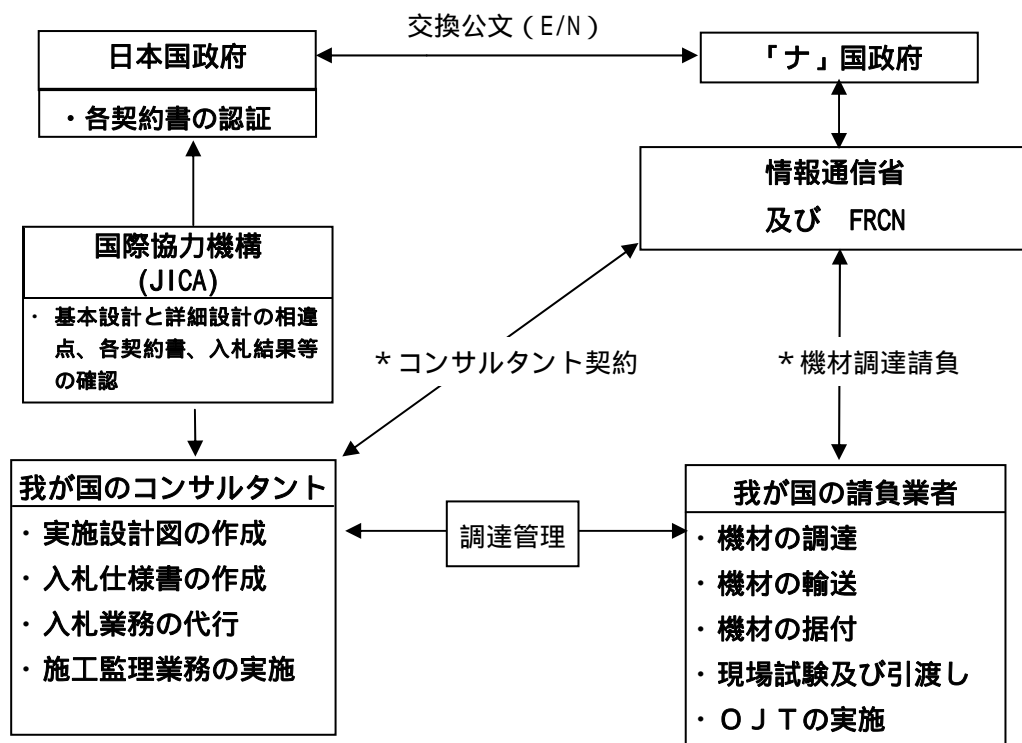 交換公文（E/N）
日本国政府
・各契約書の認証
「ナ」国政府
情報通信省
及び　FRCN
国際協力機構
(JICA)
・ 基本設計と詳細設計の相違
点、各契約書、入札結果等
の確認
＊コンサルタント契約
＊機材調達請負
我が国のコンサルタント
・実施設計図の作成
・入札仕様書の作成
・入札業務の代行
・施工監理業務の実施
調達管理
我が国の請負業者
・機材の調達
・機材の輸送
・機材の据付
・現場試験及び引渡し
・ＯＪＴの実施